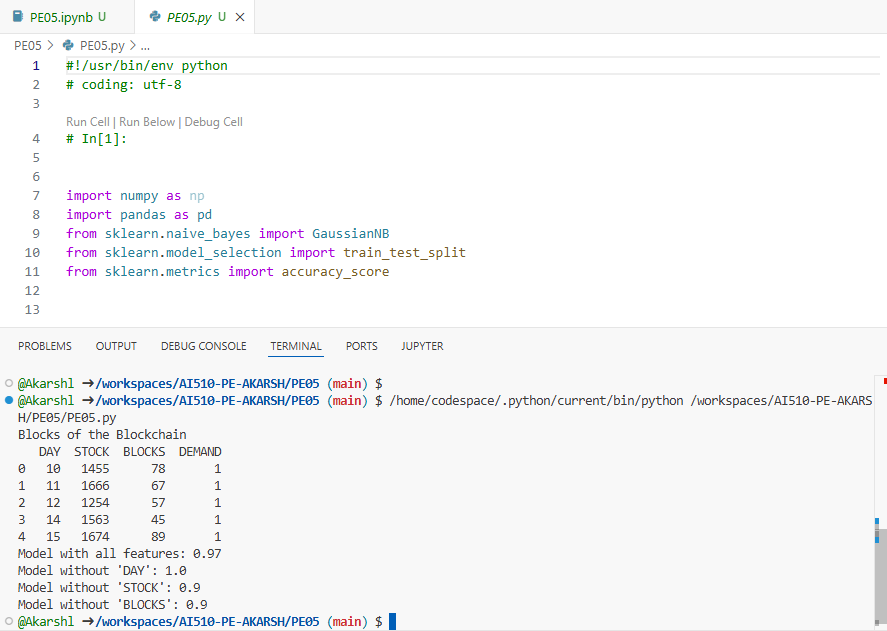 PE05.ipynb U PE05.py U
PE05 > PE05.py > ...
1 #!/usr/bin/env python
2 # coding: utf-8
3
Run Cell | Run Below | Debug Cell
4 # In[1]:
5
6
7 import numpy as np
8 import pandas as pd
9 from sklearn.naive_bayes import GaussianNB
10 from sklearn.model_selection import train_test_split
11 from sklearn.metrics import accuracy_score
12
13
PROBLEMS OUTPUT DEBUG CONSOLE TERMINAL PORTS JUPYTER
@Akarshl ➜/workspaces/AI510-PE-AKARSH/PE05 (main) $
@Akarshl ➜/workspaces/AI510-PE-AKARSH/PE05 (main) $ /home/codespace/.python/current/bin/python /workspaces/AI510-PE-AKARS
H/PE05/PE05.py
Blocks of the Blockchain
DAY STOCK BLOCKS DEMAND
0 10 1455 78 1
1 11 1666 67 1
2 12 1254 57 1
3 14 1563 45 1
4 15 1674 89 1
Model with all features: 0.97
Model without 'DAY': 1.0
Model without 'STOCK': 0.9
Model without 'BLOCKS': 0.9
@Akarshl ➜/workspaces/AI510-PE-AKARSH/PE05 (main) $